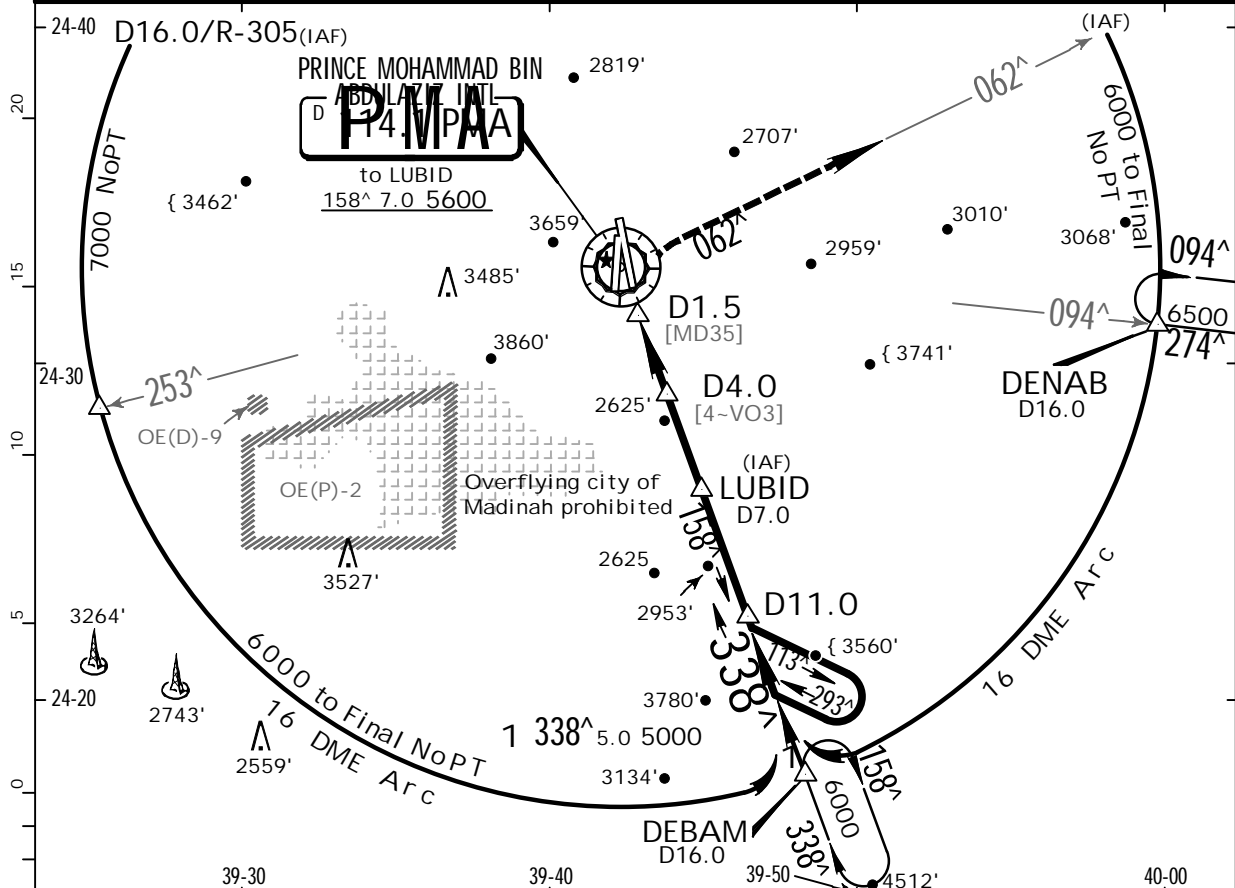 24-40
D16.0/R-305(IAF)
(IAF)
PRINCE MOHAMMAD BIN
ABDULAZIZ INTL
D
PMA
114. PMA
to LUBID
158^ 7.0 5600
2819'
2707'
062^
062^
6000 to Final
No PT
20
7000 NoPT
{ 3462'
3659'
3010'
3068'
2959'
094^
15
3485'
D1.5
[MD35]
094^
6500
274^
3860'
{ 3741'
24-30
253^
D4.0
[4~VO3]
DENAB
D16.0
2625'
OE(D)-9
10
OE(P)-2
Overflying city of
Madinah prohibited
(IAF)
LUBID
D7.0
158^
3527'
2625
2953'
D11.0
16 DME Arc
5
3264'
{ 3560'
113^
293^
338^
338^
6000 to Final NoPT
16 DME Arc
24-20
2743'
3780'
2559'
1 338^ 5.0 5000
1
158^
3134'
0
6000
DEBAM
D16.0
338^
4512'
39-30
39-40
39-50
40-00